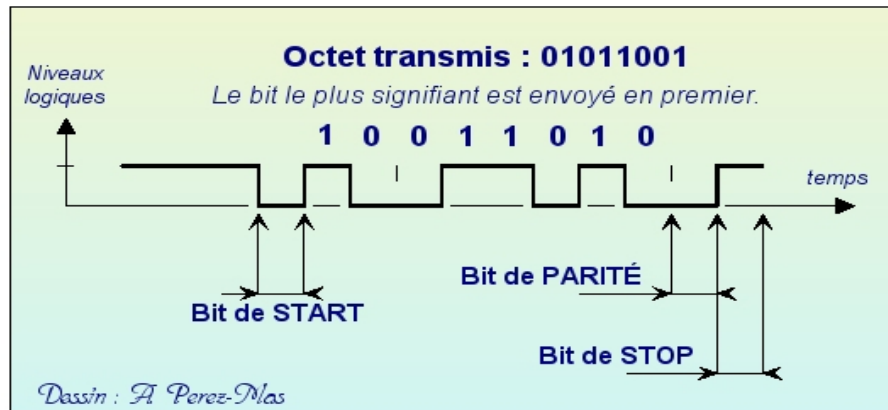 Octet transmis : 01011001
Niveaux
logiques
Le bit le plus signifiant est envoyé en premier.
1 0 0 1 1 0 1 0
temps
Bit de PARITÉ
Bit de START
Bit de STOP
Dessin : A Perez-Mas